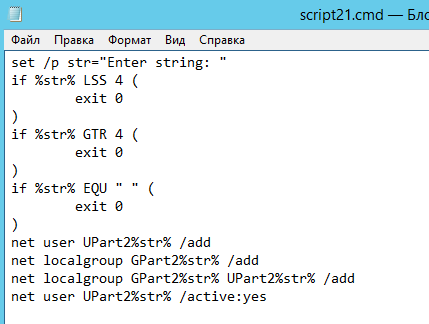 script21.cmd — Бло
Файл Правка Формат Вид Справка
set /p str="Enter string: "
if %str% LSS 4 (
exit 0
)
if %str% GTR 4 (
exit 0
)
if %str% EQU " " (
exit 0
)
net user UPart2%str% /add
net localgroup GPart2%str% /add
net localgroup GPart2%str% UPart2%str% /add
net user UPart2%str% /active:yes